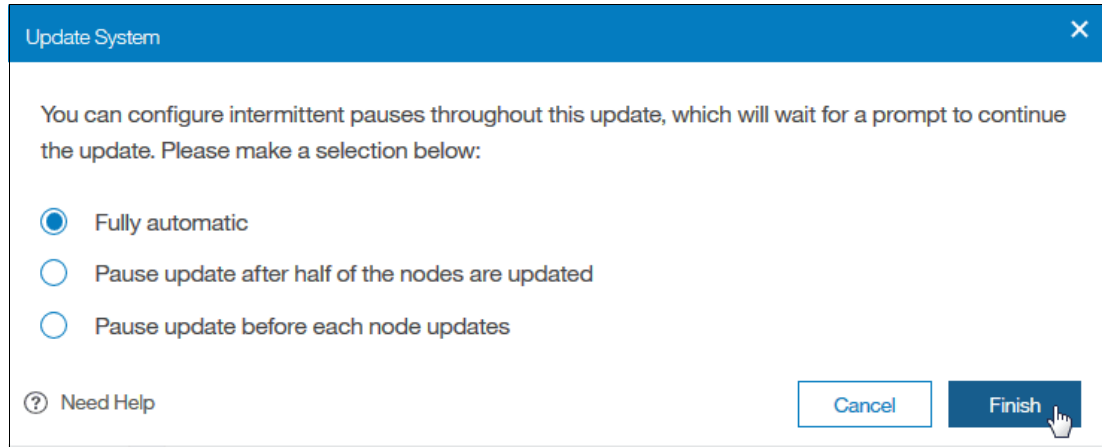 Update System
You can configure intermittent pauses throughout this update, which will wait for a prompt to continue
the update. Please make a selection below:
Fully automatic
Pause update after half of the nodes are updated
Pause update before each node updates
? Need Help
Cancel
Finish